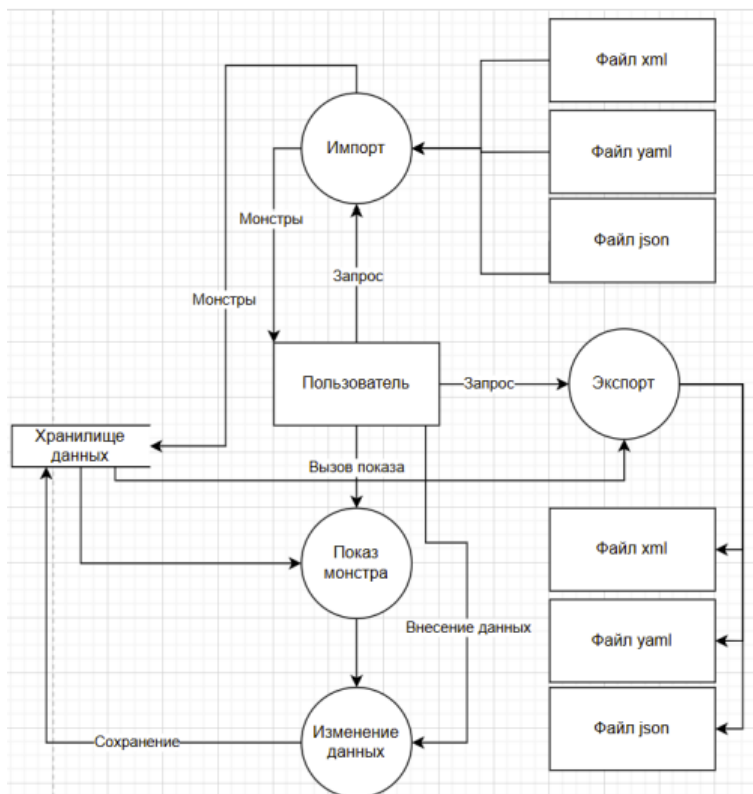 Файл xml
Импорт
Файл yaml
Монстры
Файл json
Запрос
Монстры
Пользователь
Запрос
Экспорт
Хранилище
данных
Вызов показа
Показ
монстра
Файл xml
Внесение данных
Файл yaml
Сохранение
Изменение
данных
Файл json